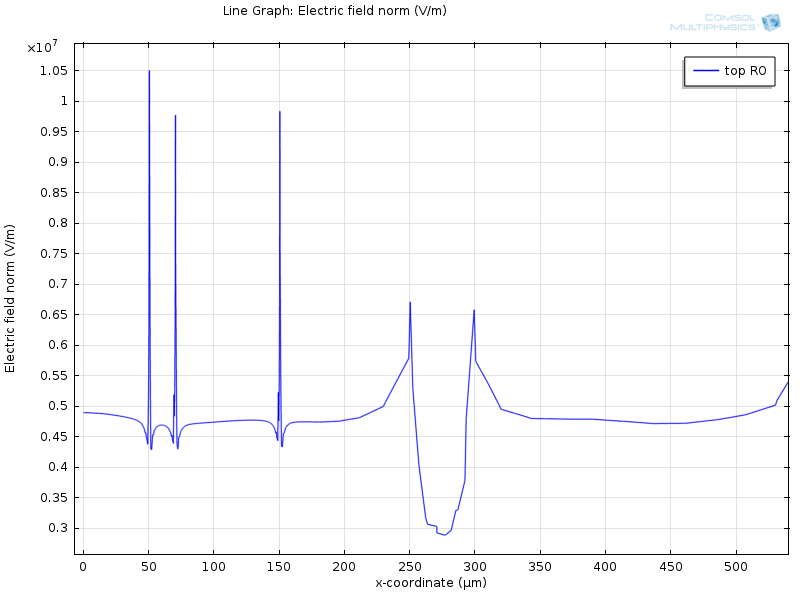 Line Graph: Electric field norm (V/m)
COMSOL
MULTIPHYSICS
×10⁷
top RO
1.05
1
0.95
0.9
0.85
0.8
0.75
0.7
0.65
0.6
0.55
0.5
0.45
0.4
0.35
0.3
Electric field norm (V/m)
0 50 100 150 200 250 300 350 400 450 500
x-coordinate (μm)